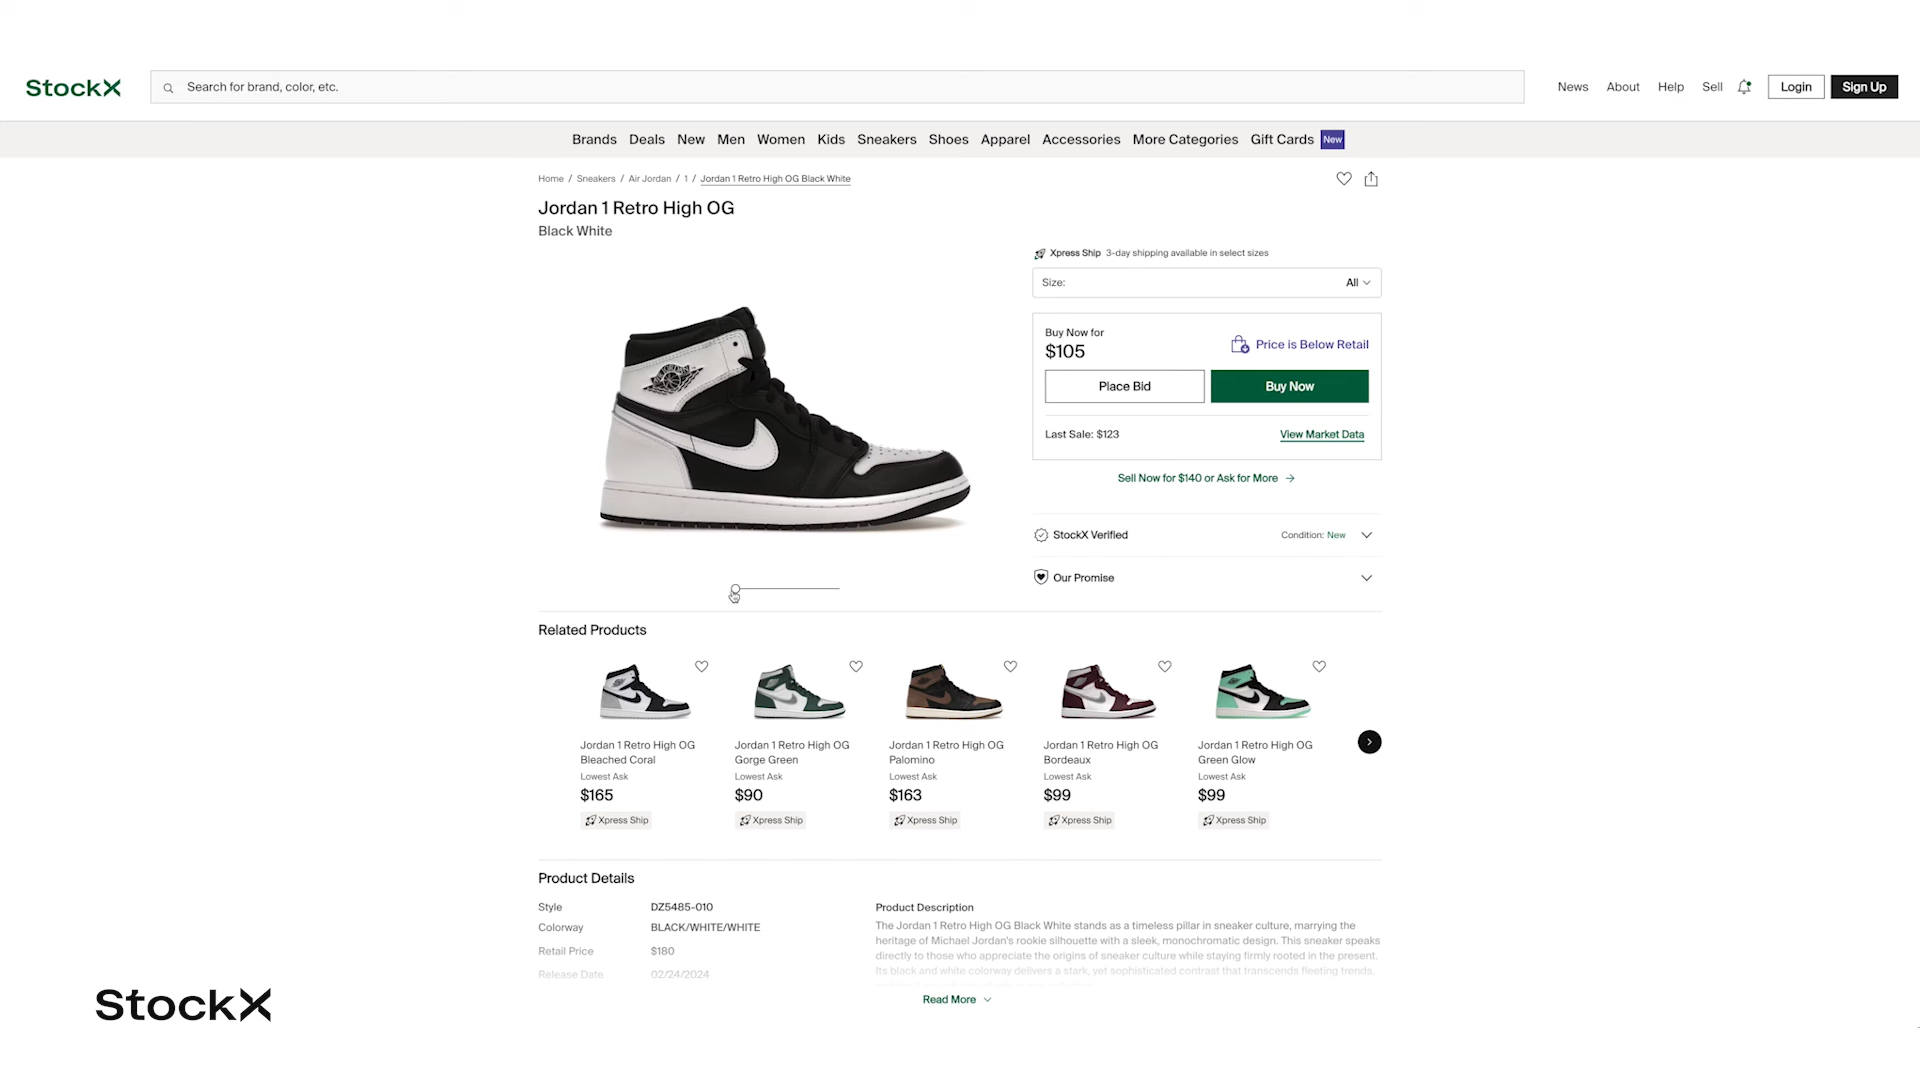 StockX
Search for brand, color, etc.
News About Help Sell Login Sign Up
Brands Deals New Men Women Kids Sneakers Shoes Apparel Accessories More Categories Gift Cards New
Home / Sneakers / Air Jordan / 1 / Jordan 1 Retro High OG Black White
Jordan 1 Retro High OG
Black White
Xpress Ship 3-day shipping available in select sizes
Size: All
Buy Now for
$105
Price is Below Retail
Place Bid Buy Now
Last Sale: $123 View Market Data
Sell Now for $140 or Ask for More →
StockX Verified Condition: New
Our Promise
Related Products
Jordan 1 Retro High OG
Bleached Coral
Lowest Ask
$165
Xpress Ship
Jordan 1 Retro High OG
Gorge Green
Lowest Ask
$90
Xpress Ship
Jordan 1 Retro High OG
Palomino
Lowest Ask
$163
Xpress Ship
Jordan 1 Retro High OG
Bordeaux
Lowest Ask
$99
Xpress Ship
Jordan 1 Retro High OG
Green Glow
Lowest Ask
$99
Xpress Ship
Product Details
Style DZ5485-010
Colorway BLACK/WHITE/WHITE
Retail Price $180
Release Date 02/24/2024
Product Description
The Jordan 1 Retro High OG Black White stands as a timeless pillar in sneaker culture, marrying the
heritage of Michael Jordan's rookie silhouette with a sleek, monochromatic design. This sneaker speaks
directly to those who appreciate the origins of sneaker culture while staying firmly rooted in the present.
Its black and white colorway delivers a stark, yet sophisticated contrast that transcends fleeting trends,
Read More
StockX